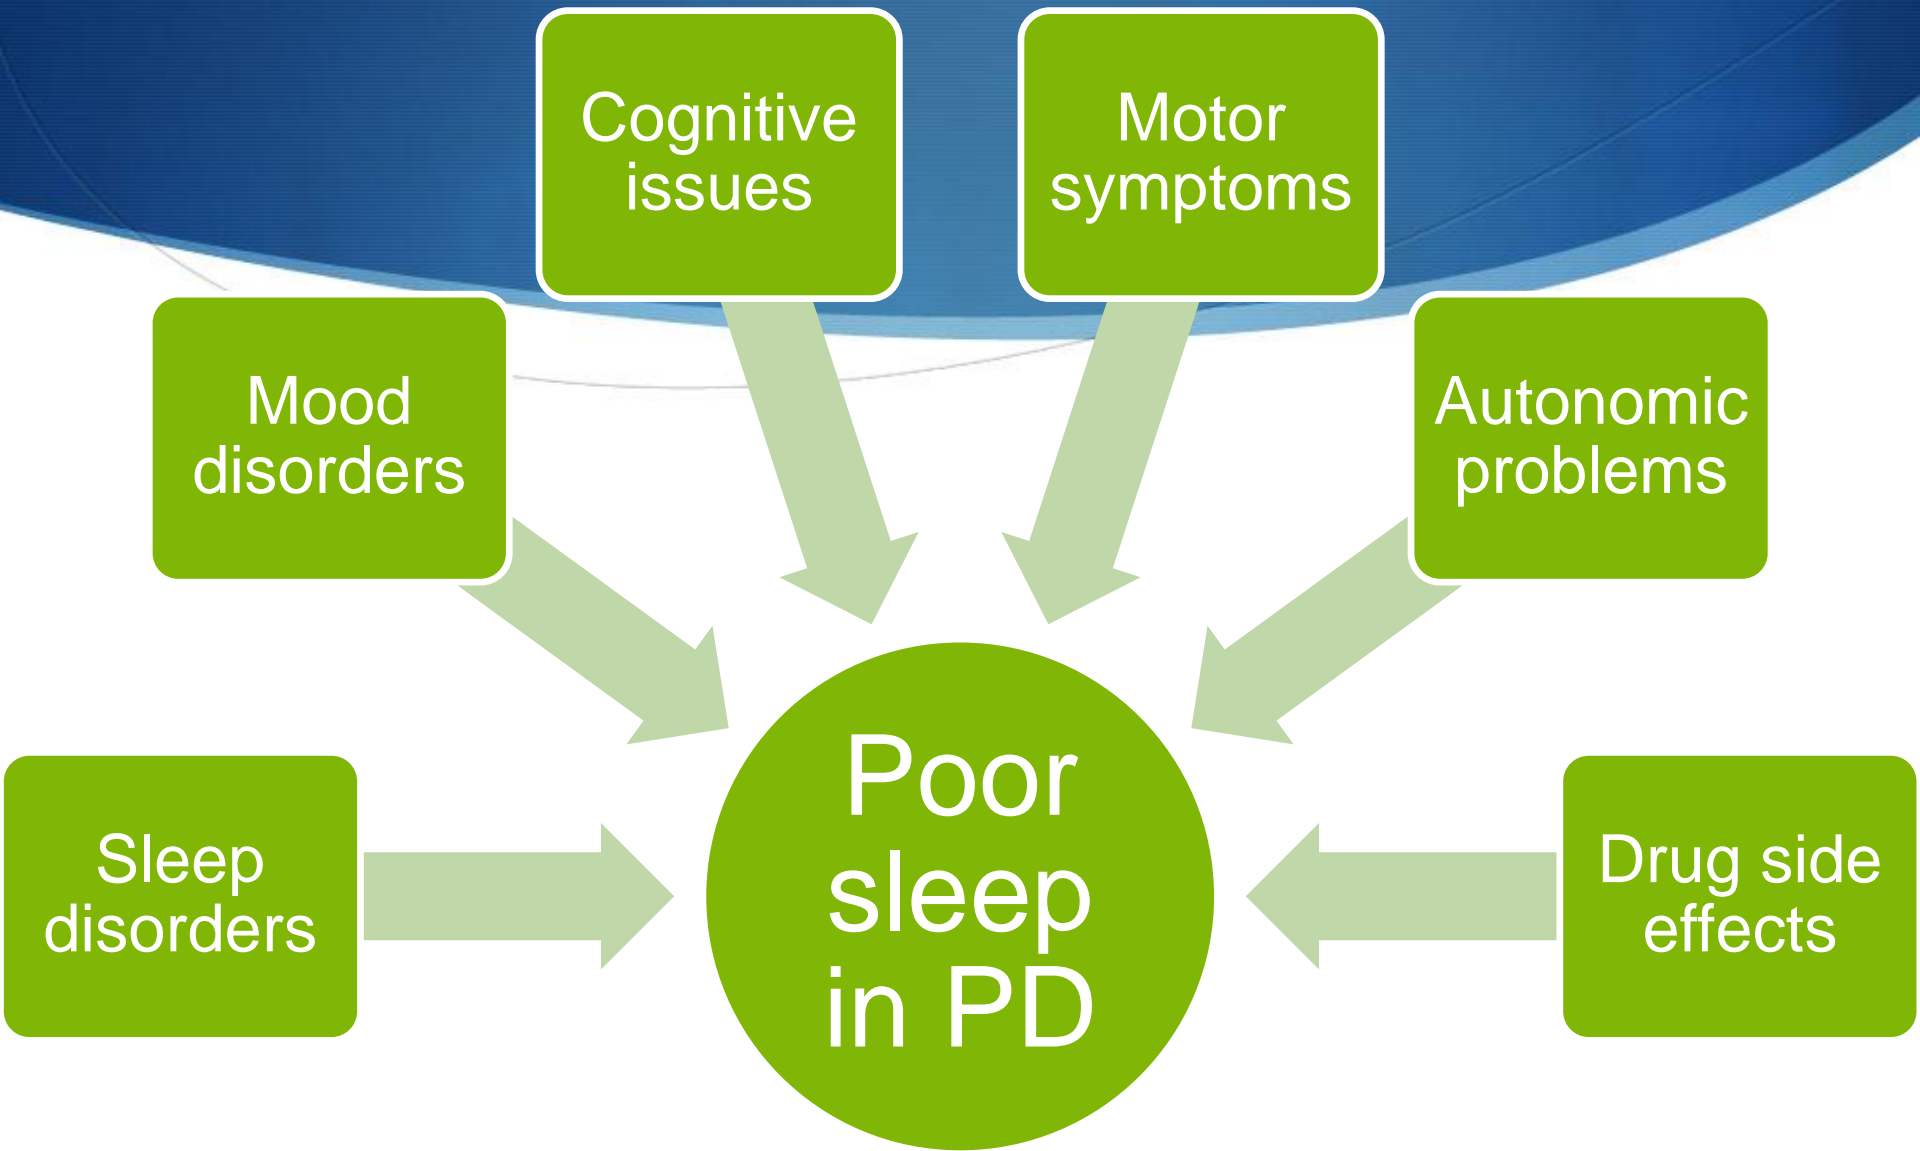 Cognitive
issues
Motor
symptoms
Mood
disorders
Autonomic
problems
Sleep
disorders
Poor
sleep
in PD
Drug side
effects